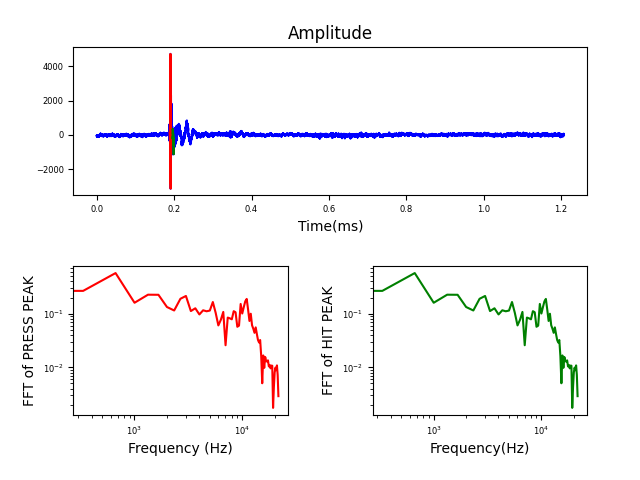 Amplitude
4000
2000
0
−2000
0.0 0.2 0.4 0.6 0.8 1.0 1.2
Time(ms)
FFT of PRESS PEAK
10⁻¹
10⁻²
10³ 10⁴
Frequency (Hz)
FFT of HIT PEAK
10⁻¹
10⁻²
10³ 10⁴
Frequency(Hz)